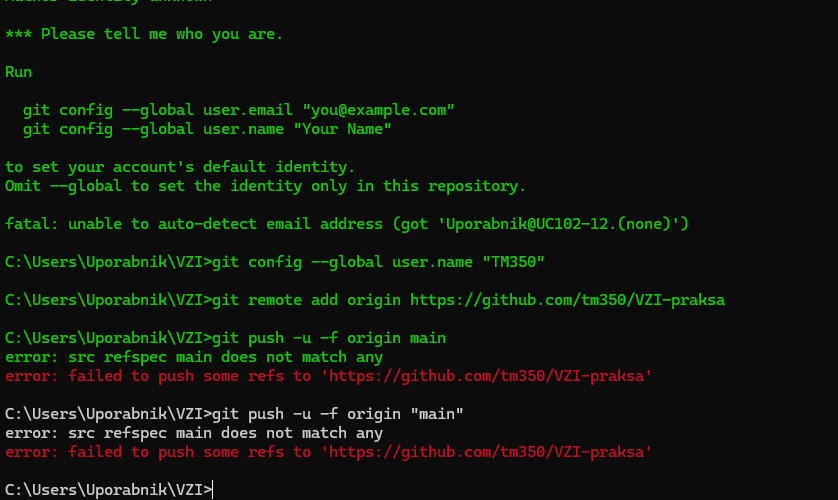 *** Please tell me who you are.
Run
git config --global user.email "you@example.com"
git config --global user.name "Your Name"
to set your account's default identity.
Omit --global to set the identity only in this repository.
fatal: unable to auto-detect email address (got 'Uporabnik@UC102-12.(none)')
C:\Users\Uporabnik\VZI>git config --global user.name "TM350"
C:\Users\Uporabnik\VZI>git remote add origin https://github.com/tm350/VZI-praksa
C:\Users\Uporabnik\VZI>git push -u -f origin main
error: src refspec main does not match any
error: failed to push some refs to 'https://github.com/tm350/VZI-praksa'
C:\Users\Uporabnik\VZI>git push -u -f origin "main"
error: src refspec main does not match any
error: failed to push some refs to 'https://github.com/tm350/VZI-praksa'
C:\Users\Uporabnik\VZI>